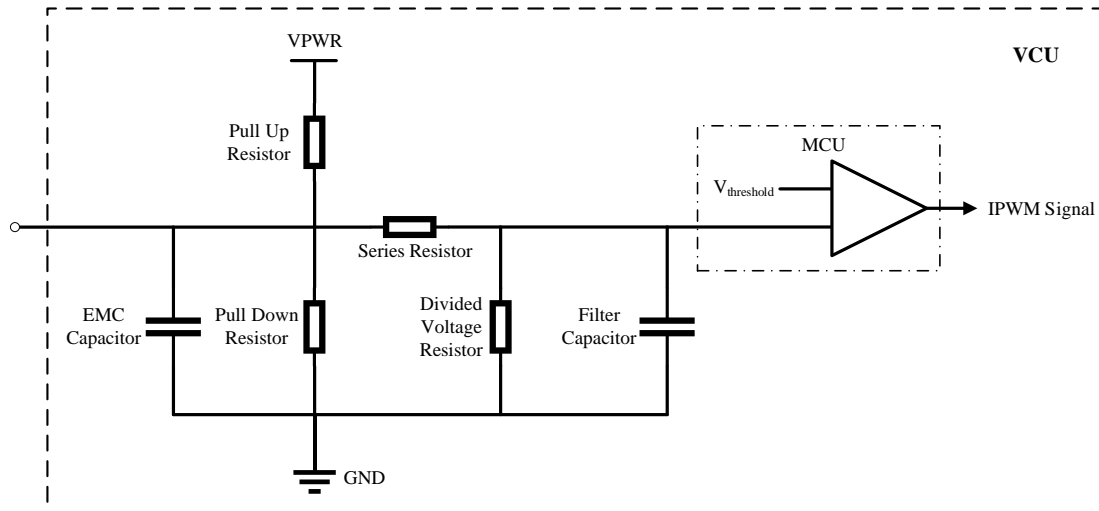 VPWR
VCU
Pull Up
Resistor
MCU
Vthreshold
IPWM Signal
Series Resistor
EMC
Capacitor
Pull Down
Resistor
Divided
Voltage
Resistor
Filter
Capacitor
GND